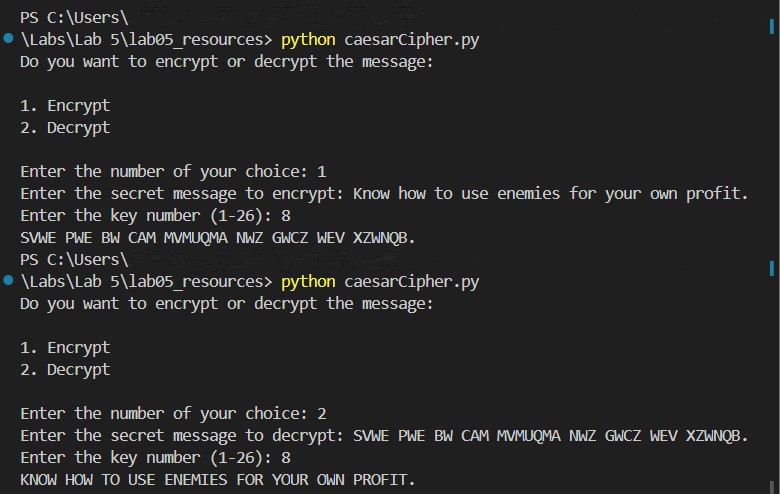 PS C:\Users\
\Labs\Lab 5\lab05_resources> python caesarCipher.py
Do you want to encrypt or decrypt the message:
1. Encrypt
2. Decrypt
Enter the number of your choice: 1
Enter the secret message to encrypt: Know how to use enemies for your own profit.
Enter the key number (1-26): 8
SVWE PWE BW CAM MVMUQMA NWZ GWCZ WEV XZWNQB.
PS C:\Users\
\Labs\Lab 5\lab05_resources> python caesarCipher.py
Do you want to encrypt or decrypt the message:
1. Encrypt
2. Decrypt
Enter the number of your choice: 2
Enter the secret message to decrypt: SVWE PWE BW CAM MVMUQMA NWZ GWCZ WEV XZWNQB.
Enter the key number (1-26): 8
KNOW HOW TO USE ENEMIES FOR YOUR OWN PROFIT.